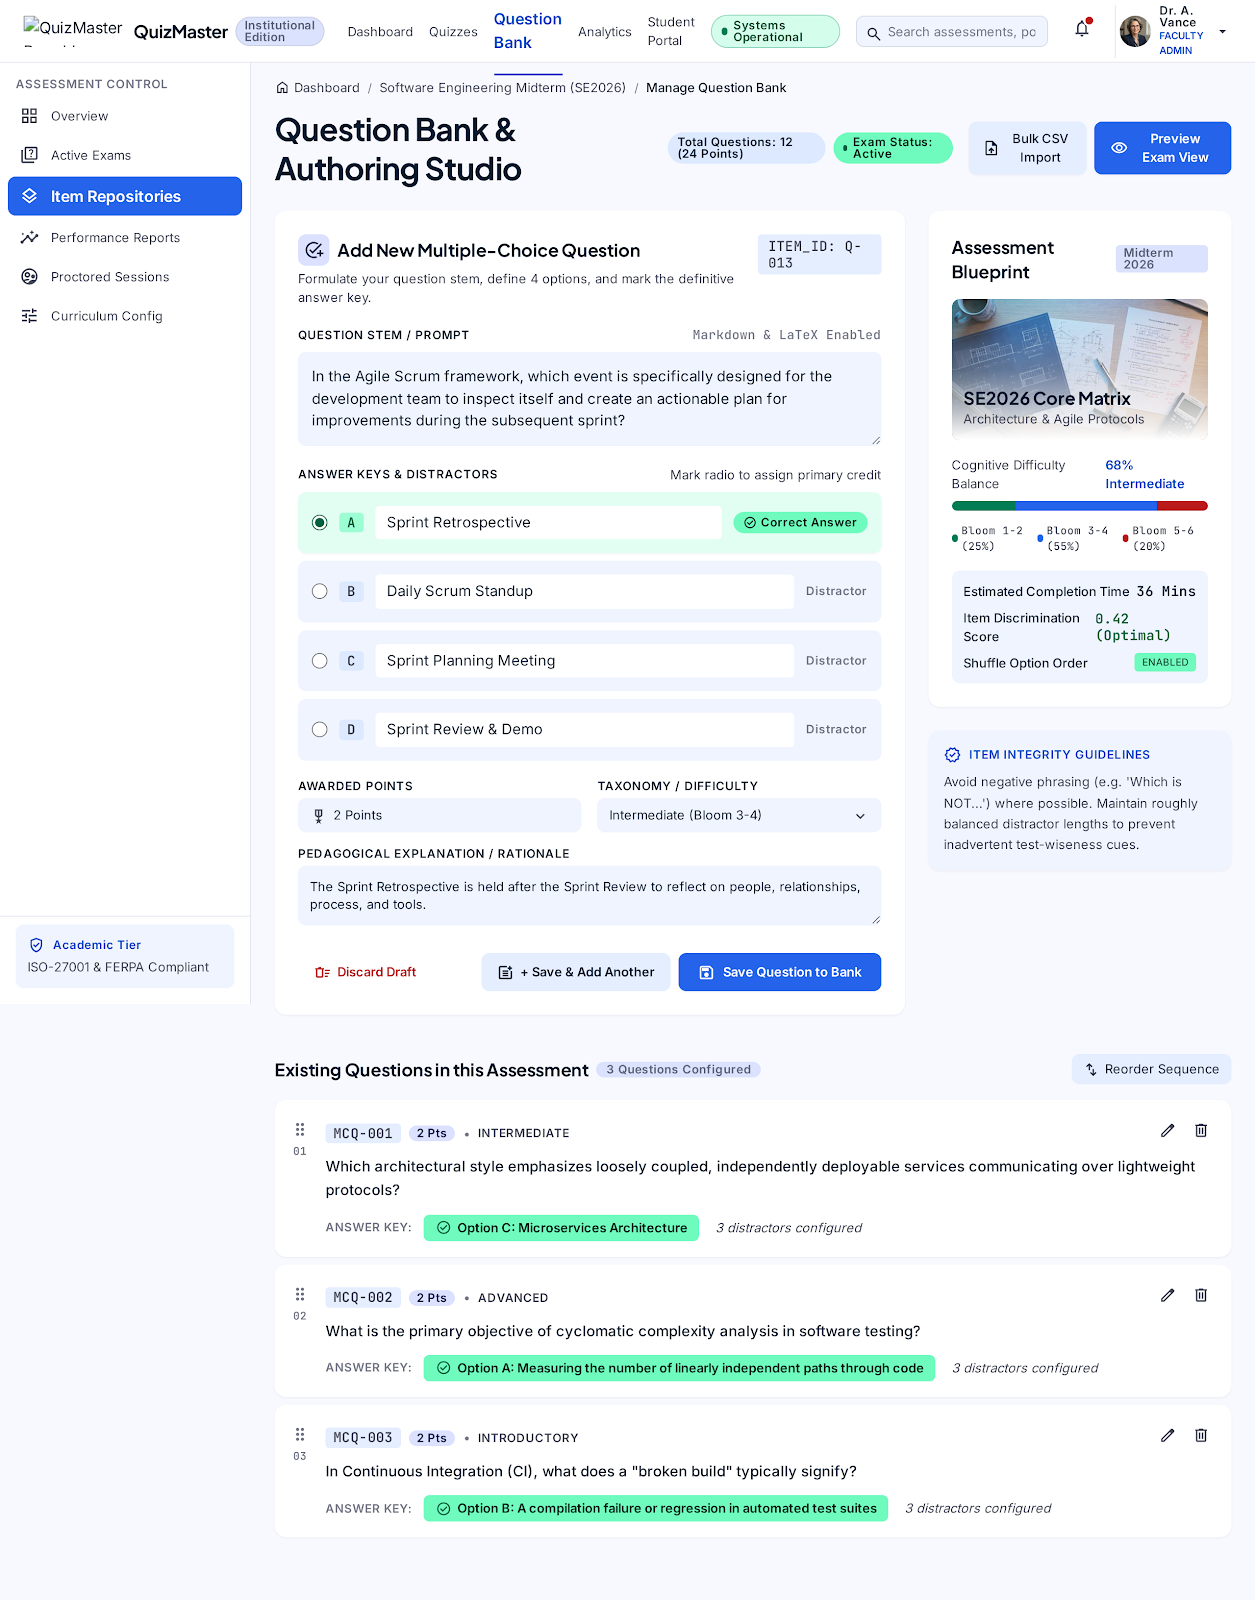 QuizMaster
QuizMaster
Institutional
Edition
Dashboard
Quizzes
Question
Bank
Analytics
Student
Portal
Systems
Operational
Search assessments, po
Dr. A.
Vance
FACULTY
ADMIN
ASSESSMENT CONTROL
Overview
Active Exams
Item Repositories
Performance Reports
Proctored Sessions
Curriculum Config
Academic Tier
ISO-27001 & FERPA Compliant
Dashboard / Software Engineering Midterm (SE2026) / Manage Question Bank
Question Bank &
Authoring Studio
Total Questions: 12
(24 Points)
Exam Status:
Active
Bulk CSV
Import
Preview
Exam View
Add New Multiple-Choice Question
Formulate your question stem, define 4 options, and mark the definitive
answer key.
ITEM_ID: Q-
013
QUESTION STEM / PROMPT
Markdown & LaTeX Enabled
In the Agile Scrum framework, which event is specifically designed for the
development team to inspect itself and create an actionable plan for
improvements during the subsequent sprint?
ANSWER KEYS & DISTRACTORS
Mark radio to assign primary credit
A Sprint Retrospective Correct Answer
B Daily Scrum Standup Distractor
C Sprint Planning Meeting Distractor
D Sprint Review & Demo Distractor
AWARDED POINTS
2 Points
TAXONOMY / DIFFICULTY
Intermediate (Bloom 3-4)
PEDAGOGICAL EXPLANATION / RATIONALE
The Sprint Retrospective is held after the Sprint Review to reflect on people, relationships,
process, and tools.
Discard Draft
+ Save & Add Another
Save Question to Bank
Assessment
Blueprint
Midterm
2026
SE2026 Core Matrix
Architecture & Agile Protocols
Cognitive Difficulty
Balance
68%
Intermediate
Bloom 1-2
(25%)
Bloom 3-4
(55%)
Bloom 5-6
(20%)
Estimated Completion Time 36 Mins
Item Discrimination
Score
0.42
(Optimal)
Shuffle Option Order ENABLED
ITEM INTEGRITY GUIDELINES
Avoid negative phrasing (e.g. 'Which is
NOT...') where possible. Maintain roughly
balanced distractor lengths to prevent
inadvertent test-wiseness cues.
Existing Questions in this Assessment
3 Questions Configured
Reorder Sequence
01
MCQ-001 2 Pts • INTERMEDIATE
Which architectural style emphasizes loosely coupled, independently deployable services communicating over lightweight
protocols?
ANSWER KEY: Option C: Microservices Architecture 3 distractors configured
02
MCQ-002 2 Pts • ADVANCED
What is the primary objective of cyclomatic complexity analysis in software testing?
ANSWER KEY: Option A: Measuring the number of linearly independent paths through code 3 distractors configured
03
MCQ-003 2 Pts • INTRODUCTORY
In Continuous Integration (CI), what does a "broken build" typically signify?
ANSWER KEY: Option B: A compilation failure or regression in automated test suites 3 distractors configured